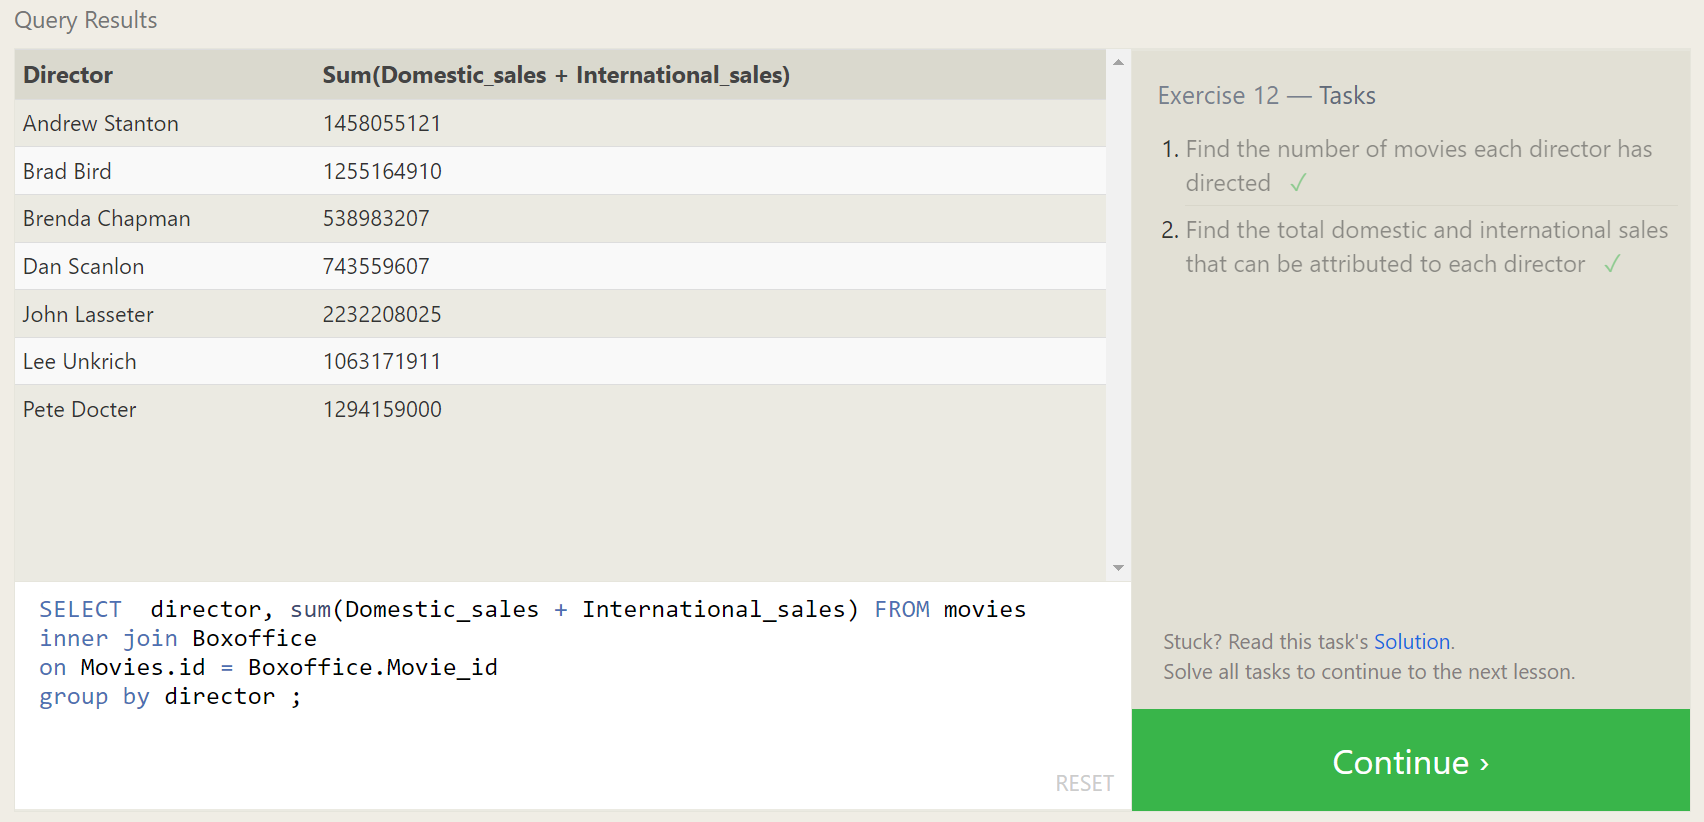 Query Results
Director Sum(Domestic_sales + International_sales)
Andrew Stanton 1458055121
Brad Bird 1255164910
Brenda Chapman 538983207
Dan Scanlon 743559607
John Lasseter 2232208025
Lee Unkrich 1063171911
Pete Docter 1294159000
SELECT  director, sum(Domestic_sales + International_sales) FROM movies
inner join Boxoffice
on Movies.id = Boxoffice.Movie_id
group by director ;
RESET
Exercise 12 — Tasks
1. Find the number of movies each director has
directed ✓
2. Find the total domestic and international sales
that can be attributed to each director ✓
Stuck? Read this task's Solution.
Solve all tasks to continue to the next lesson.
Continue ›